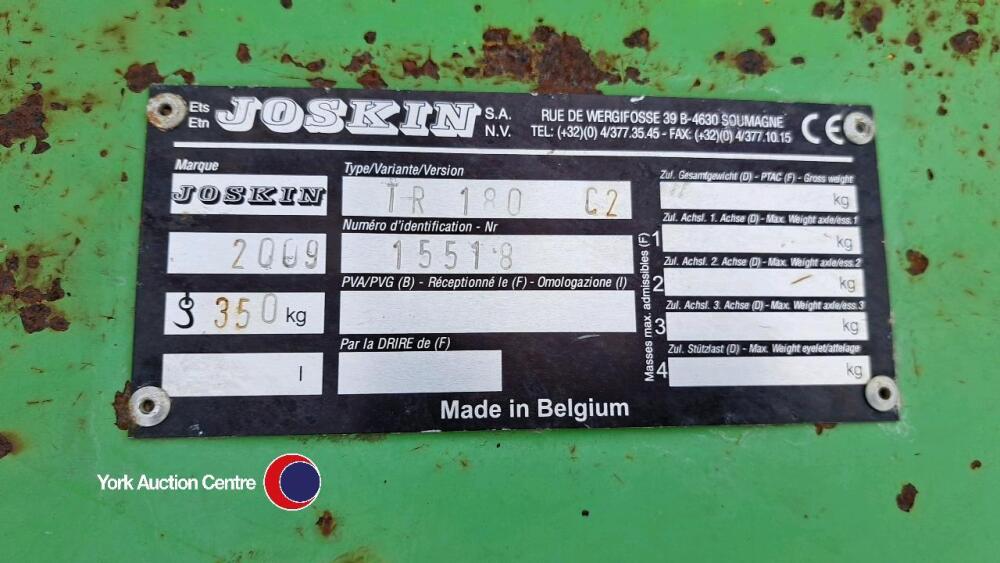 Ets
Etn
JOSKIN S.A.
N.V.
RUE DE WERGIFOSSE 39 B-4630 SOUMAGNE
TEL: (+32)(0) 4/377.35.45 - FAX: (+32)(0) 4/377.10.15
CE
Marque
JOSKIN
2009
350 kg
l
Type/Variante/Version
TR 180 C2
Numéro d'identification - Nr
15518
PVA/PVG (B) - Réceptionné le (F) - Omologazione (I)
Par la DRIRE de (F)
Masses max. admissibles (F)
Zul. Gesamtgewicht (D) - PTAC (F) - Gross weight
kg
Zul. Achsl. 1. Achse (D) - Max. Weight axle/ess.1
1 kg
Zul. Achsl. 2. Achse (D) - Max. Weight axle/ess.2
2 kg
Zul. Achsl. 3. Achse (D) - Max. Weight axle/ess.3
3 kg
Zul. Stützlast (D) - Max. Weight eyelet/attelage
4 kg
Made in Belgium
York Auction Centre